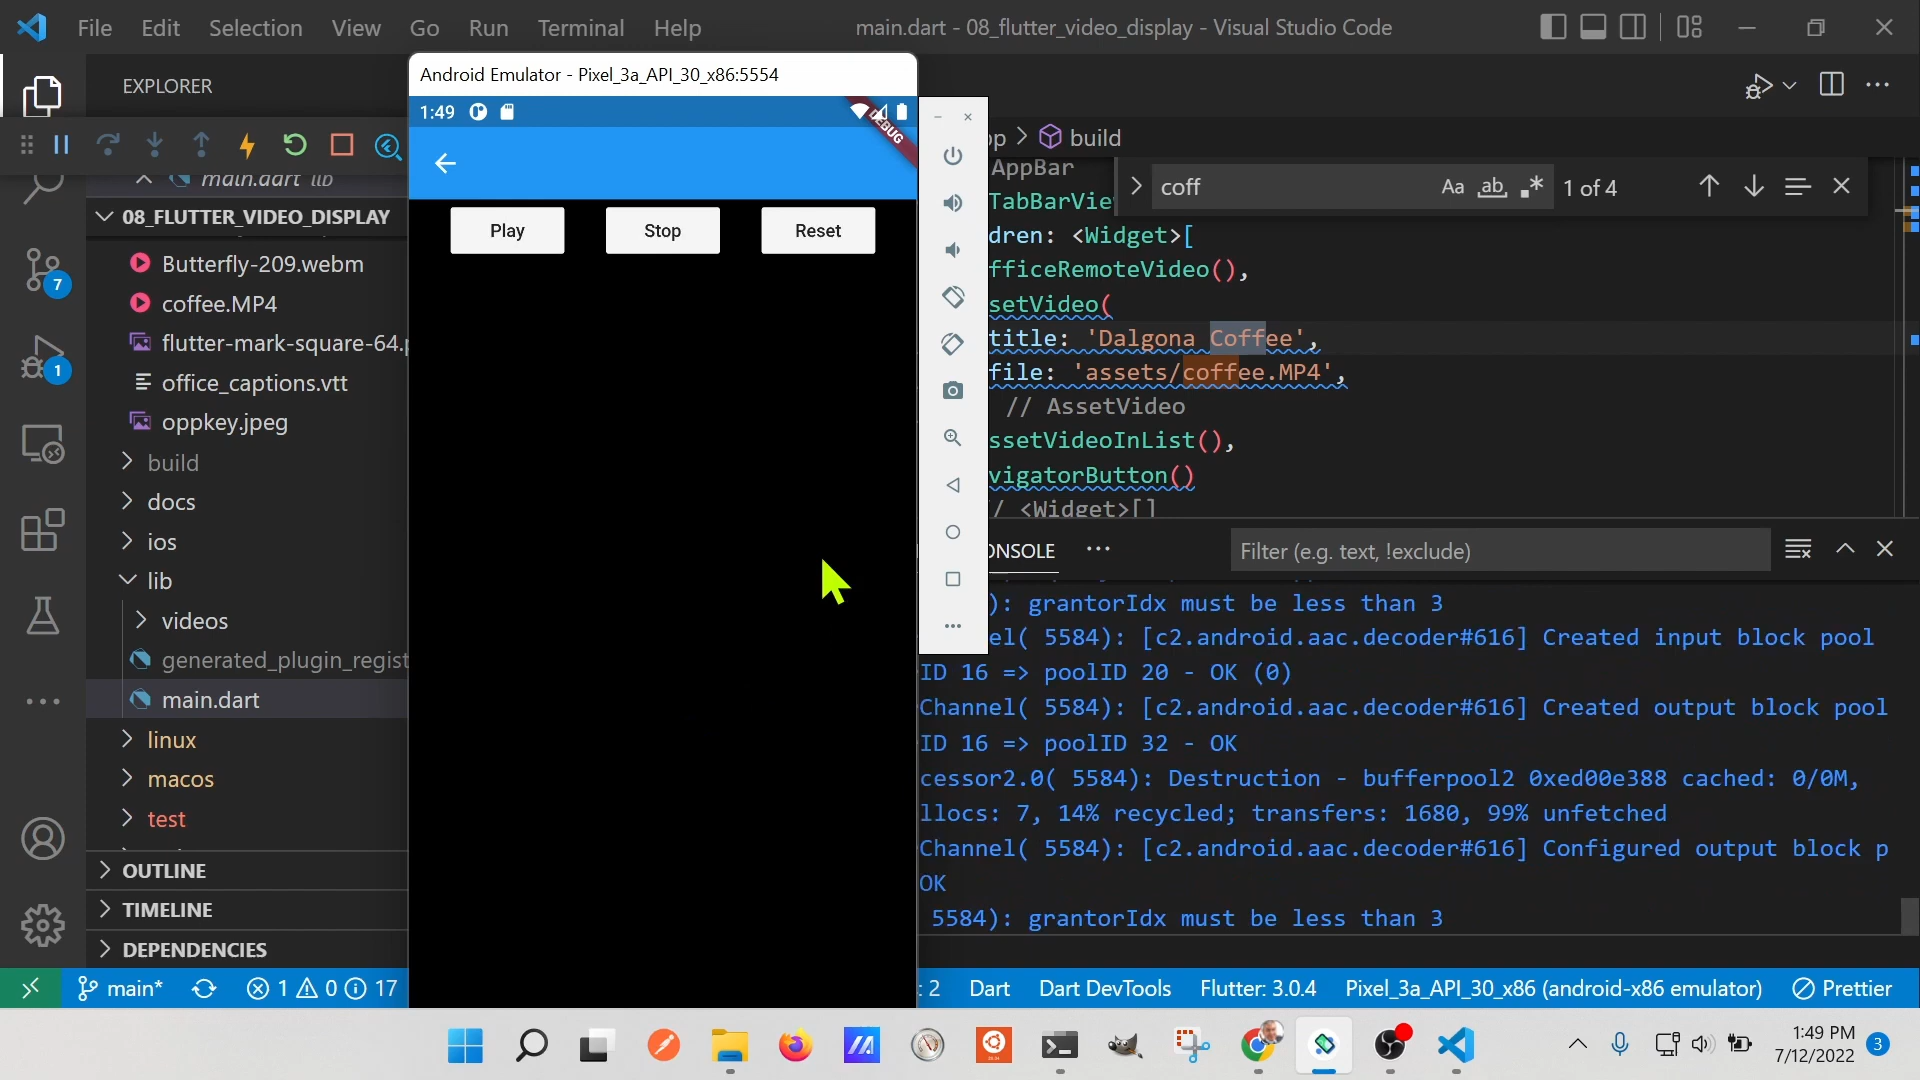 File Edit Selection View Go Run Terminal Help
main.dart - 08_flutter_video_display - Visual Studio Code
EXPLORER
main.dart lib
08_FLUTTER_VIDEO_DISPLAY
Butterfly-209.webm
coffee.MP4
flutter-mark-square-64.p
office_captions.vtt
oppkey.jpeg
build
docs
ios
lib
videos
generated_plugin_regist
main.dart
linux
macos
test
OUTLINE
TIMELINE
DEPENDENCIES
7
1
Android Emulator - Pixel_3a_API_30_x86:5554
1:49
DEBUG
Play Stop Reset
op > build
AppBar
TabBarVie
dren: <Widget>[
fficeRemoteVideo(),
setVideo(
title: 'Dalgona Coffee',
file: 'assets/coffee.MP4',
// AssetVideo
ssetVideoInList(),
vigatorButton()
/ <Widget>[]
coff
Aa ab .* 1 of 4
ONSOLE
Filter (e.g. text, !exclude)
): grantorIdx must be less than 3
el( 5584): [c2.android.aac.decoder#616] Created input block pool
ID 16 => poolID 20 - OK (0)
Channel( 5584): [c2.android.aac.decoder#616] Created output block pool
ID 16 => poolID 32 - OK
cessor2.0( 5584): Destruction - bufferpool2 0xed00e388 cached: 0/0M,
llocs: 7, 14% recycled; transfers: 1680, 99% unfetched
Channel( 5584): [c2.android.aac.decoder#616] Configured output block p
OK
5584): grantorIdx must be less than 3
main* 1 0 17
: 2 Dart Dart DevTools Flutter: 3.0.4 Pixel_3a_API_30_x86 (android-x86 emulator) Prettier
1:49 PM
7/12/2022
3